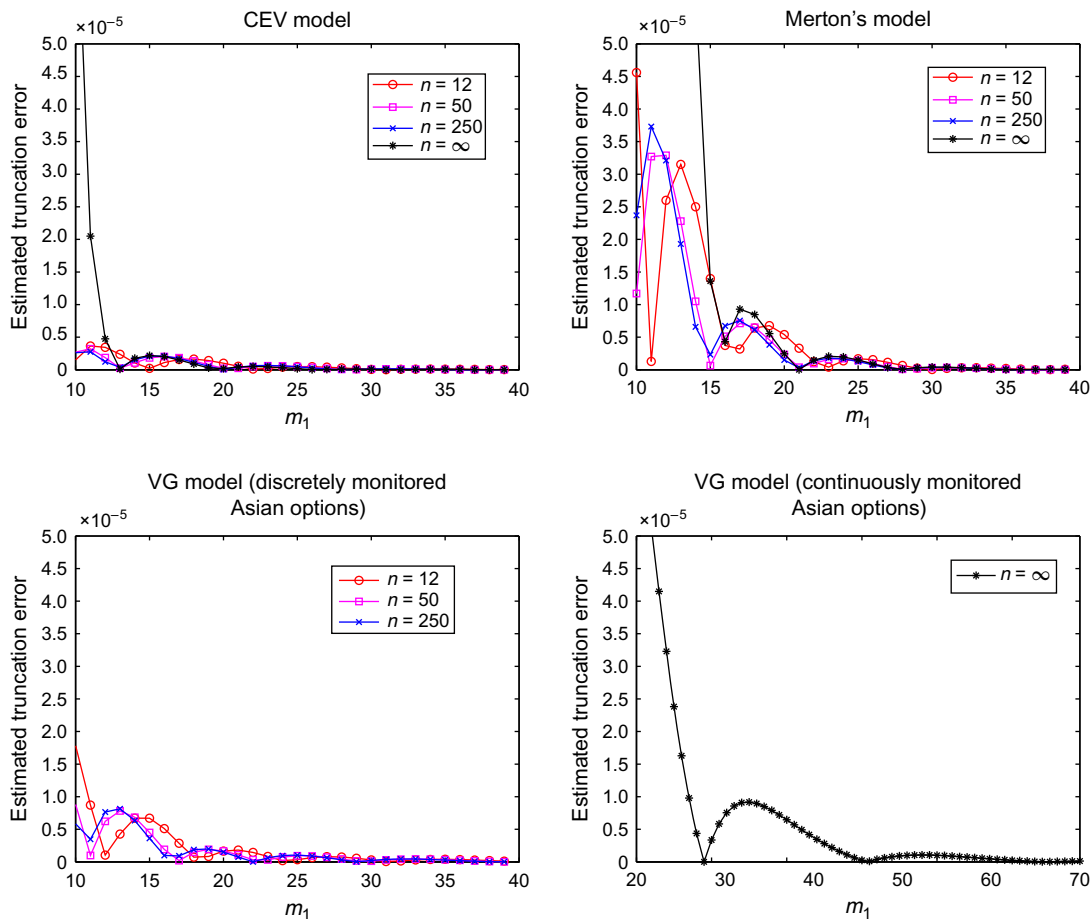 CEV model
×10⁻⁵
5.0
4.5
4.0
3.5
3.0
2.5
2.0
1.5
1.0
0.5
0
Estimated truncation error
n = 12
n = 50
n = 250
n = ∞
10 15 20 25 30 35 40
m₁
Merton's model
×10⁻⁵
5.0
4.5
4.0
3.5
3.0
2.5
2.0
1.5
1.0
0.5
0
Estimated truncation error
n = 12
n = 50
n = 250
n = ∞
10 15 20 25 30 35 40
m₁
VG model (discretely monitored
Asian options)
×10⁻⁵
5.0
4.5
4.0
3.5
3.0
2.5
2.0
1.5
1.0
0.5
0
Estimated truncation error
n = 12
n = 50
n = 250
10 15 20 25 30 35 40
m₁
VG model (continuously monitored
Asian options)
×10⁻⁵
5.0
4.5
4.0
3.5
3.0
2.5
2.0
1.5
1.0
0.5
0
Estimated truncation error
n = ∞
20 30 40 50 60 70
m₁